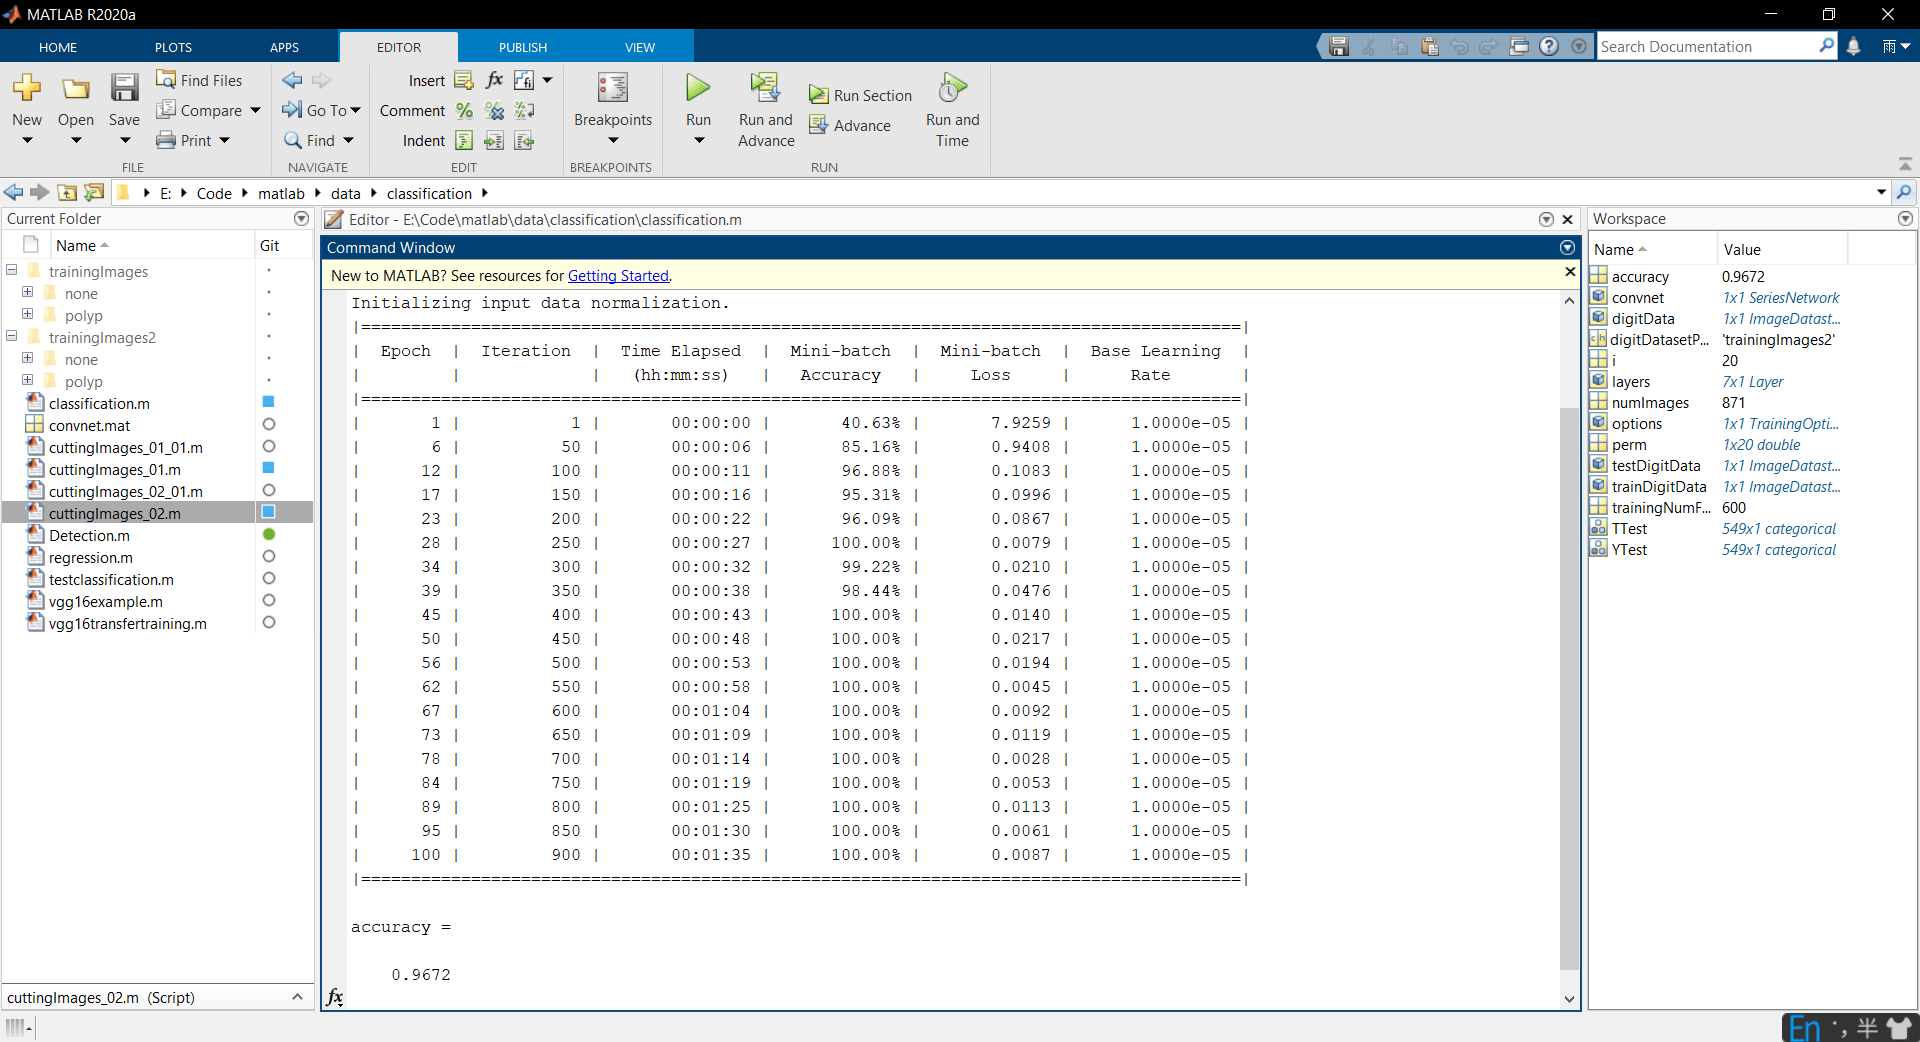 MATLAB R2020a
HOME PLOTS APPS EDITOR PUBLISH VIEW
Search Documentation
雨
New Open Save
Find Files
Compare
Print
FILE
Go To
Find
NAVIGATE
Insert fx
Comment
Indent
EDIT
Breakpoints
BREAKPOINTS
Run
Run and Advance
Run Section
Advance
Run and Time
RUN
E: Code matlab data classification
Current Folder
Name Git
trainingImages
none
polyp
trainingImages2
none
polyp
classification.m
convnet.mat
cuttingImages_01_01.m
cuttingImages_01.m
cuttingImages_02_01.m
cuttingImages_02.m
Detection.m
regression.m
testclassification.m
vgg16example.m
vgg16transfertraining.m
cuttingImages_02.m (Script)
Editor - E:\Code\matlab\data\classification\classification.m
Command Window
New to MATLAB? See resources for Getting Started.
Initializing input data normalization.
|========================================================================================|
| Epoch | Iteration | Time Elapsed | Mini-batch | Mini-batch | Base Learning |
| | | (hh:mm:ss) | Accuracy | Loss | Rate |
|========================================================================================|
| 1 | 1 | 00:00:00 | 40.63% | 7.9259 | 1.0000e-05 |
| 6 | 50 | 00:00:06 | 85.16% | 0.9408 | 1.0000e-05 |
| 12 | 100 | 00:00:11 | 96.88% | 0.1083 | 1.0000e-05 |
| 17 | 150 | 00:00:16 | 95.31% | 0.0996 | 1.0000e-05 |
| 23 | 200 | 00:00:22 | 96.09% | 0.0867 | 1.0000e-05 |
| 28 | 250 | 00:00:27 | 100.00% | 0.0079 | 1.0000e-05 |
| 34 | 300 | 00:00:32 | 99.22% | 0.0210 | 1.0000e-05 |
| 39 | 350 | 00:00:38 | 98.44% | 0.0476 | 1.0000e-05 |
| 45 | 400 | 00:00:43 | 100.00% | 0.0140 | 1.0000e-05 |
| 50 | 450 | 00:00:48 | 100.00% | 0.0217 | 1.0000e-05 |
| 56 | 500 | 00:00:53 | 100.00% | 0.0194 | 1.0000e-05 |
| 62 | 550 | 00:00:58 | 100.00% | 0.0045 | 1.0000e-05 |
| 67 | 600 | 00:01:04 | 100.00% | 0.0092 | 1.0000e-05 |
| 73 | 650 | 00:01:09 | 100.00% | 0.0119 | 1.0000e-05 |
| 78 | 700 | 00:01:14 | 100.00% | 0.0028 | 1.0000e-05 |
| 84 | 750 | 00:01:19 | 100.00% | 0.0053 | 1.0000e-05 |
| 89 | 800 | 00:01:25 | 100.00% | 0.0113 | 1.0000e-05 |
| 95 | 850 | 00:01:30 | 100.00% | 0.0061 | 1.0000e-05 |
| 100 | 900 | 00:01:35 | 100.00% | 0.0087 | 1.0000e-05 |
|========================================================================================|
accuracy =
0.9672
fx
Workspace
Name Value
accuracy 0.9672
convnet 1x1 SeriesNetwork
digitData 1x1 ImageDatast...
digitDatasetP... 'trainingImages2'
i 20
layers 7x1 Layer
numImages 871
options 1x1 TrainingOpti...
perm 1x20 double
testDigitData 1x1 ImageDatast...
trainDigitData 1x1 ImageDatast...
trainingNumF... 600
TTest 549x1 categorical
YTest 549x1 categorical
En 半